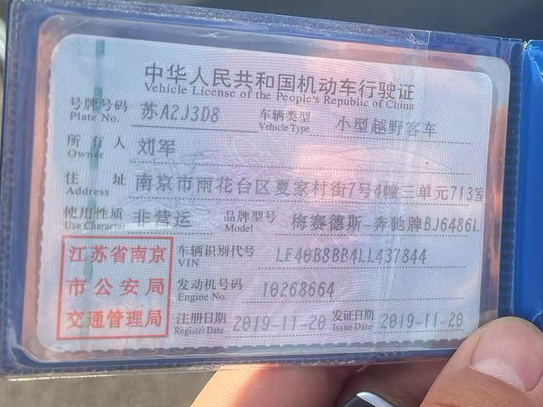 中华人民共和国机动车行驶证
Vehicle License of the People's Republic of China
号牌号码 苏A2J3D8 车辆类型 小型越野客车
Plate No. Vehicle Type
所有人 刘军
Owner
住址 南京市雨花台区夏家村街7号4幢三单元713室
Address
使用性质 非营运 品牌型号 梅赛德斯-奔驰牌BJ6486L
Use Character Model
江苏省南京
市公安局
交通管理局
车辆识别代号 LE40B8BB4LL437844
VIN
发动机号码 10268664
Engine No.
注册日期 2019-11-20 发证日期 2019-11-20
Register Date Issue Date